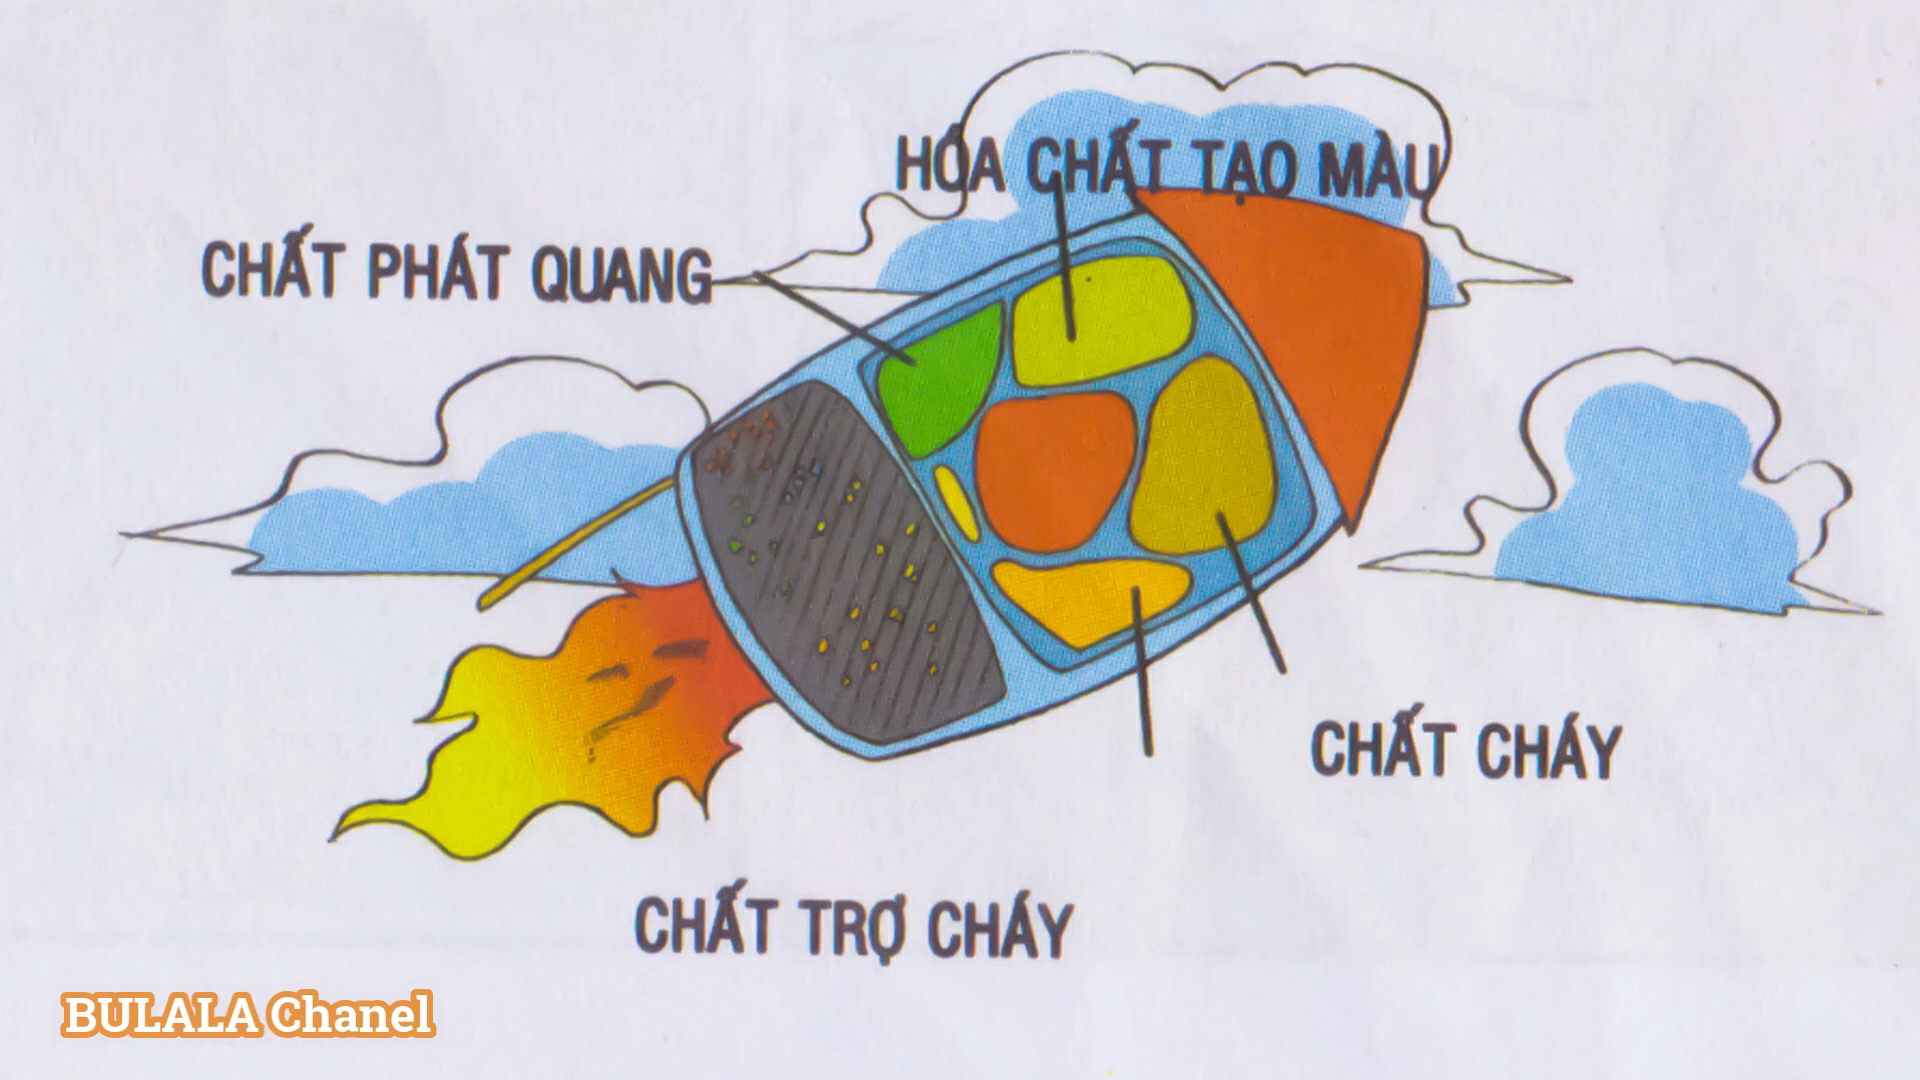 HÓA CHẤT TẠO MÀU
CHẤT PHÁT QUANG
CHẤT CHÁY
CHẤT TRỢ CHÁY
BULALA Chanel